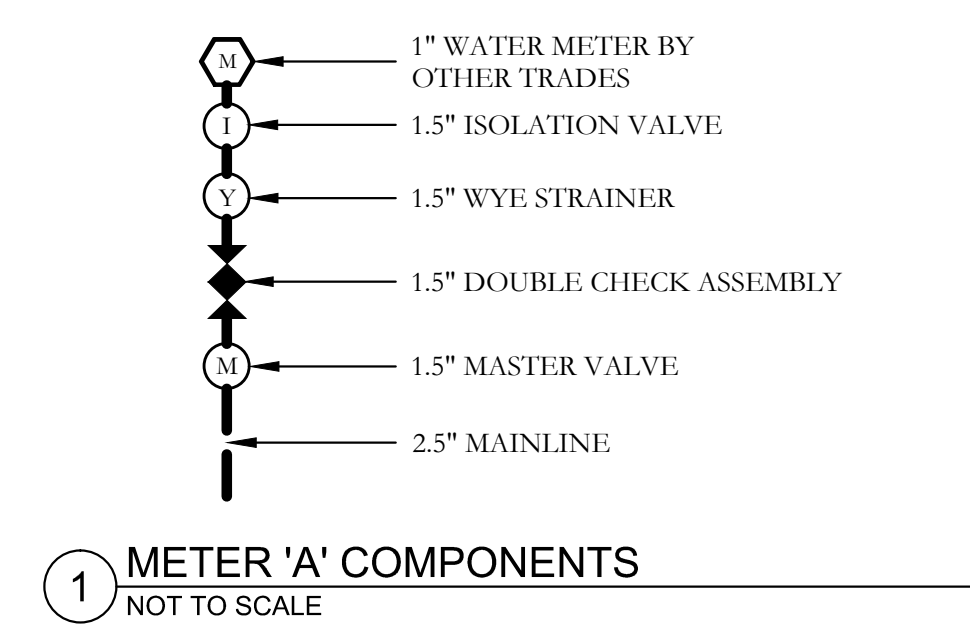 M
1" WATER METER BY
OTHER TRADES
I
1.5" ISOLATION VALVE
Y
1.5" WYE STRAINER
1.5" DOUBLE CHECK ASSEMBLY
M
1.5" MASTER VALVE
2.5" MAINLINE
1
METER 'A' COMPONENTS
NOT TO SCALE